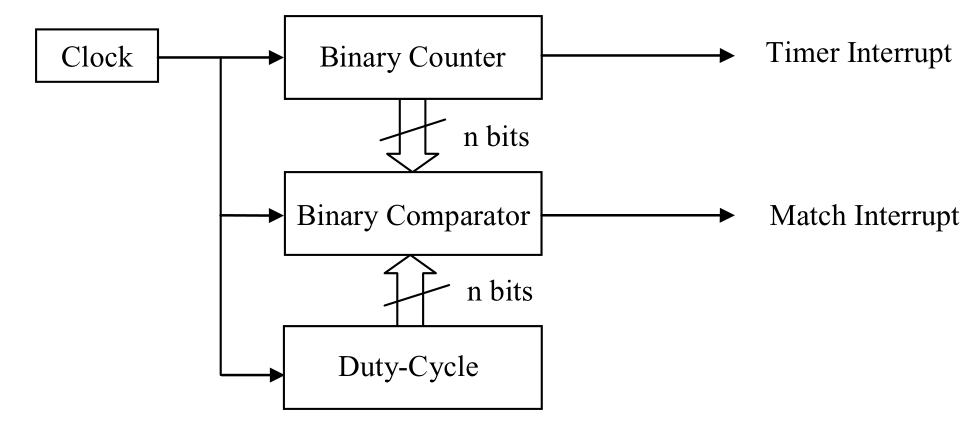 Clock
Binary Counter
Timer Interrupt
n bits
Binary Comparator
Match Interrupt
n bits
Duty-Cycle